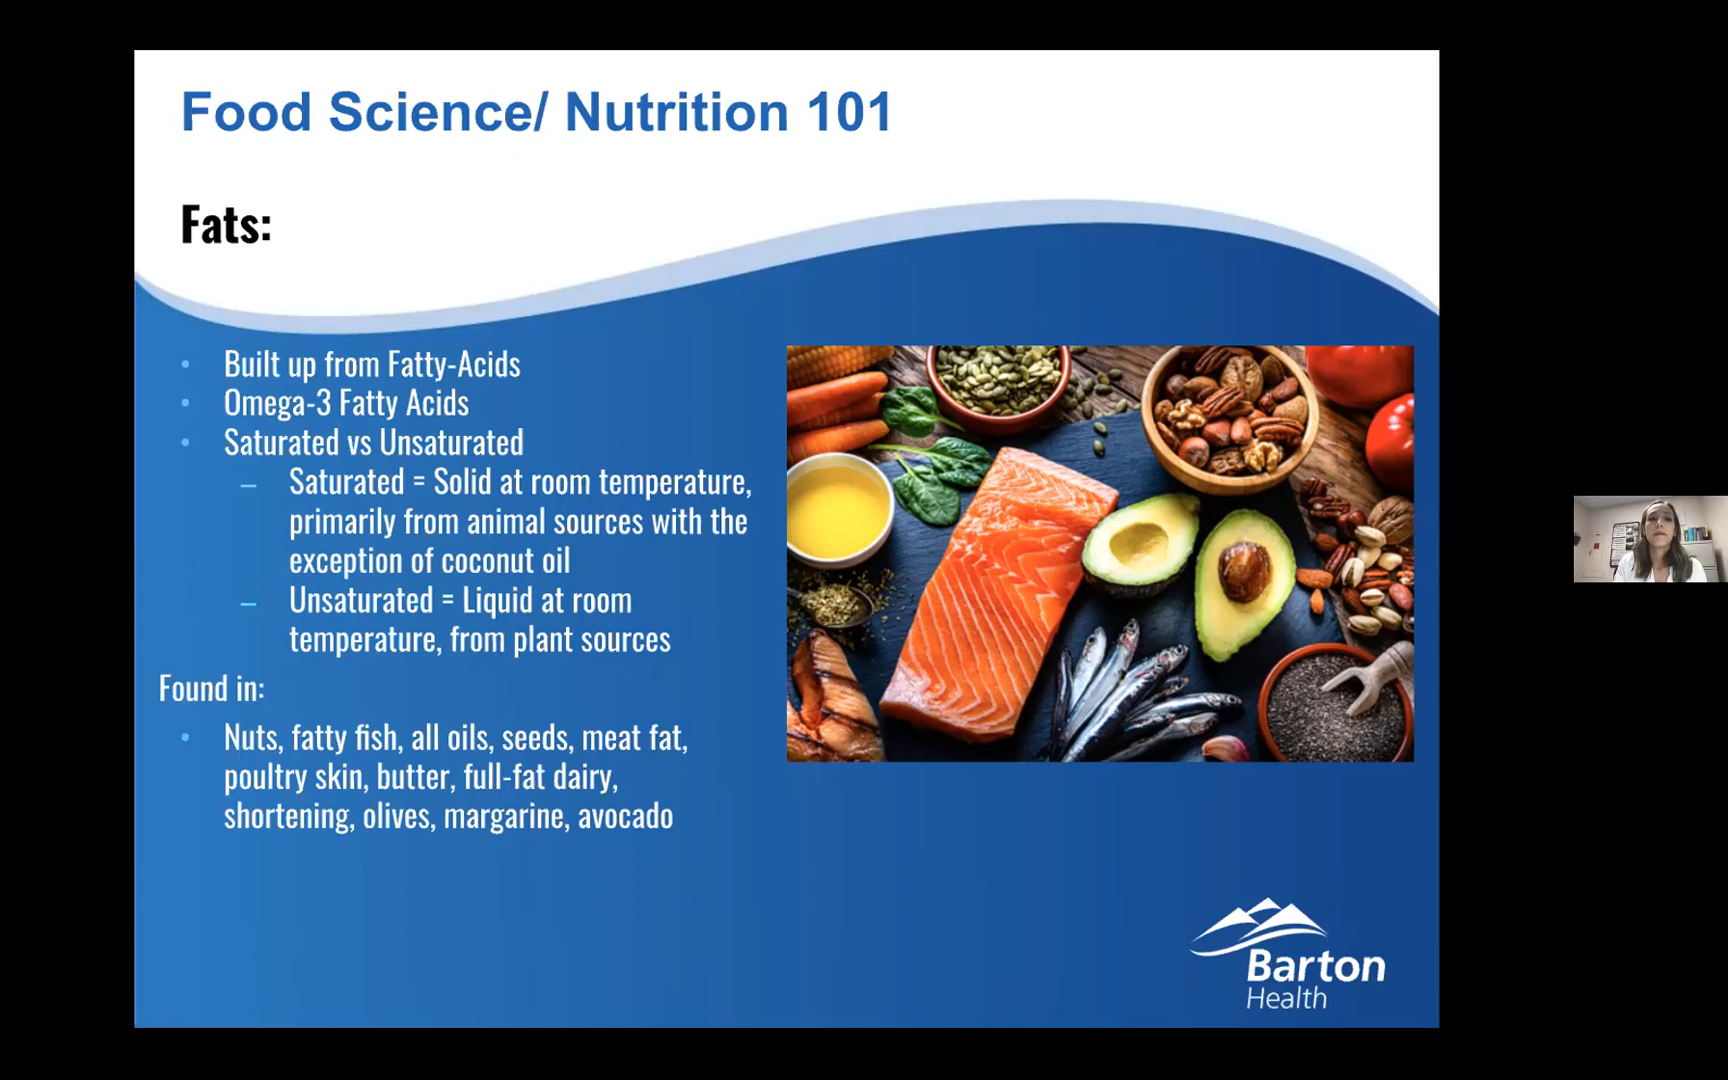 Food Science/ Nutrition 101
Fats:
• Built up from Fatty-Acids
• Omega-3 Fatty Acids
• Saturated vs Unsaturated
– Saturated = Solid at room temperature,
primarily from animal sources with the
exception of coconut oil
– Unsaturated = Liquid at room
temperature, from plant sources
Found in:
• Nuts, fatty fish, all oils, seeds, meat fat,
poultry skin, butter, full-fat dairy,
shortening, olives, margarine, avocado
Barton
Health